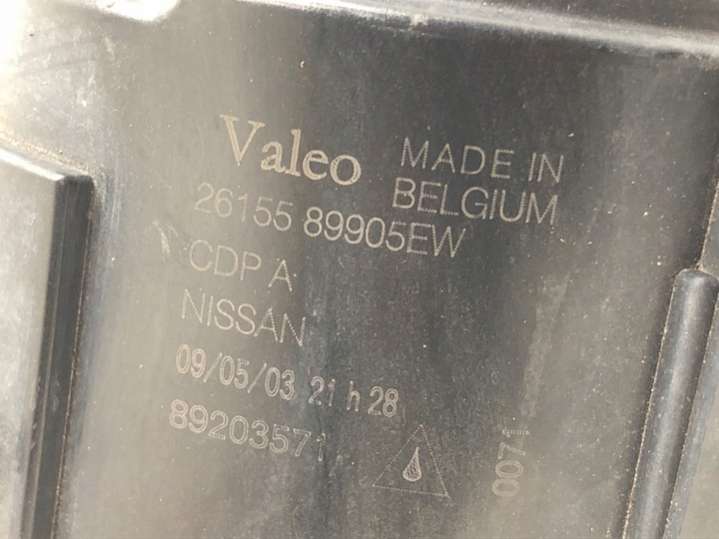 Valeo MADE IN
BELGIUM
26155 89905EW
CDP A
NISSAN
09/05/03 21 h 28
89203571
007